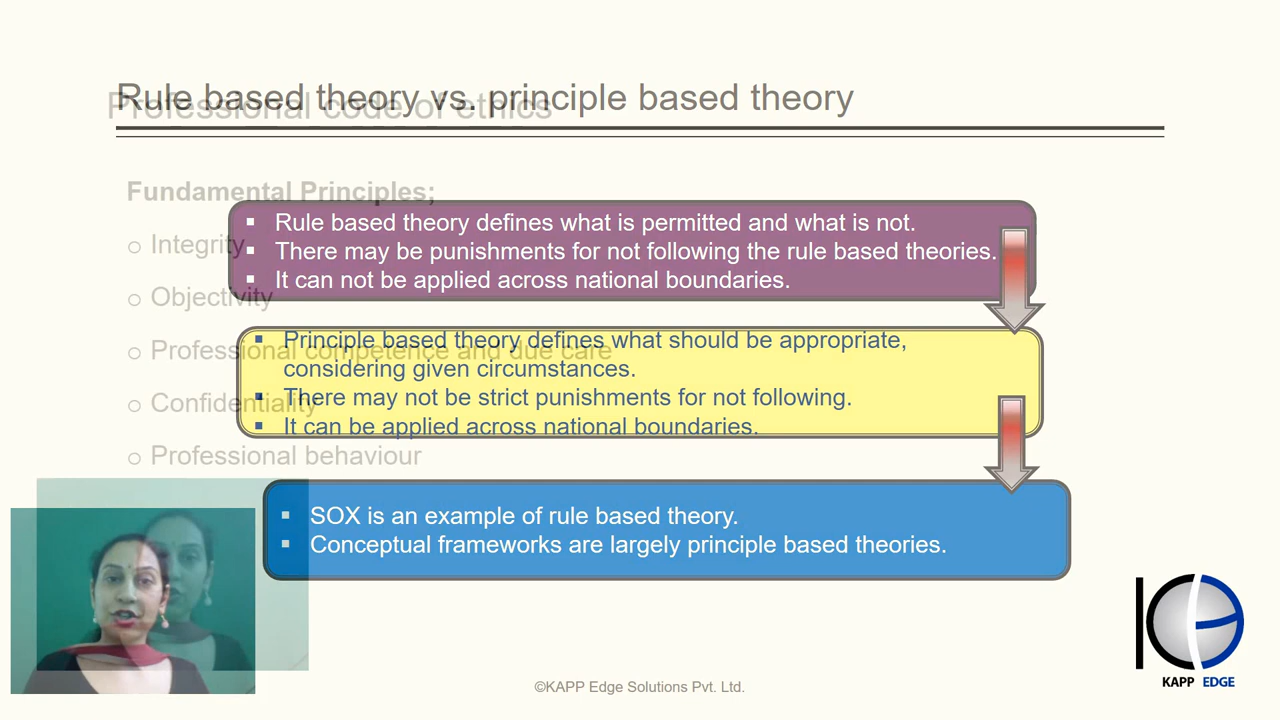 Rule based theory vs. principle based theory
Professional code of ethics
Fundamental Principles;
▪ Rule based theory defines what is permitted and what is not.
o Integrity
▪ There may be punishments for not following the rule based theories.
▪ It can not be applied across national boundaries.
o Objectivity
▪ Principle based theory defines what should be appropriate,
o Professional competence and due care
considering given circumstances.
▪ There may not be strict punishments for not following.
o Confidentiality
▪ It can be applied across national boundaries.
o Professional behaviour
▪ SOX is an example of rule based theory.
▪ Conceptual frameworks are largely principle based theories.
KAPP EDGE
©KAPP Edge Solutions Pvt. Ltd.